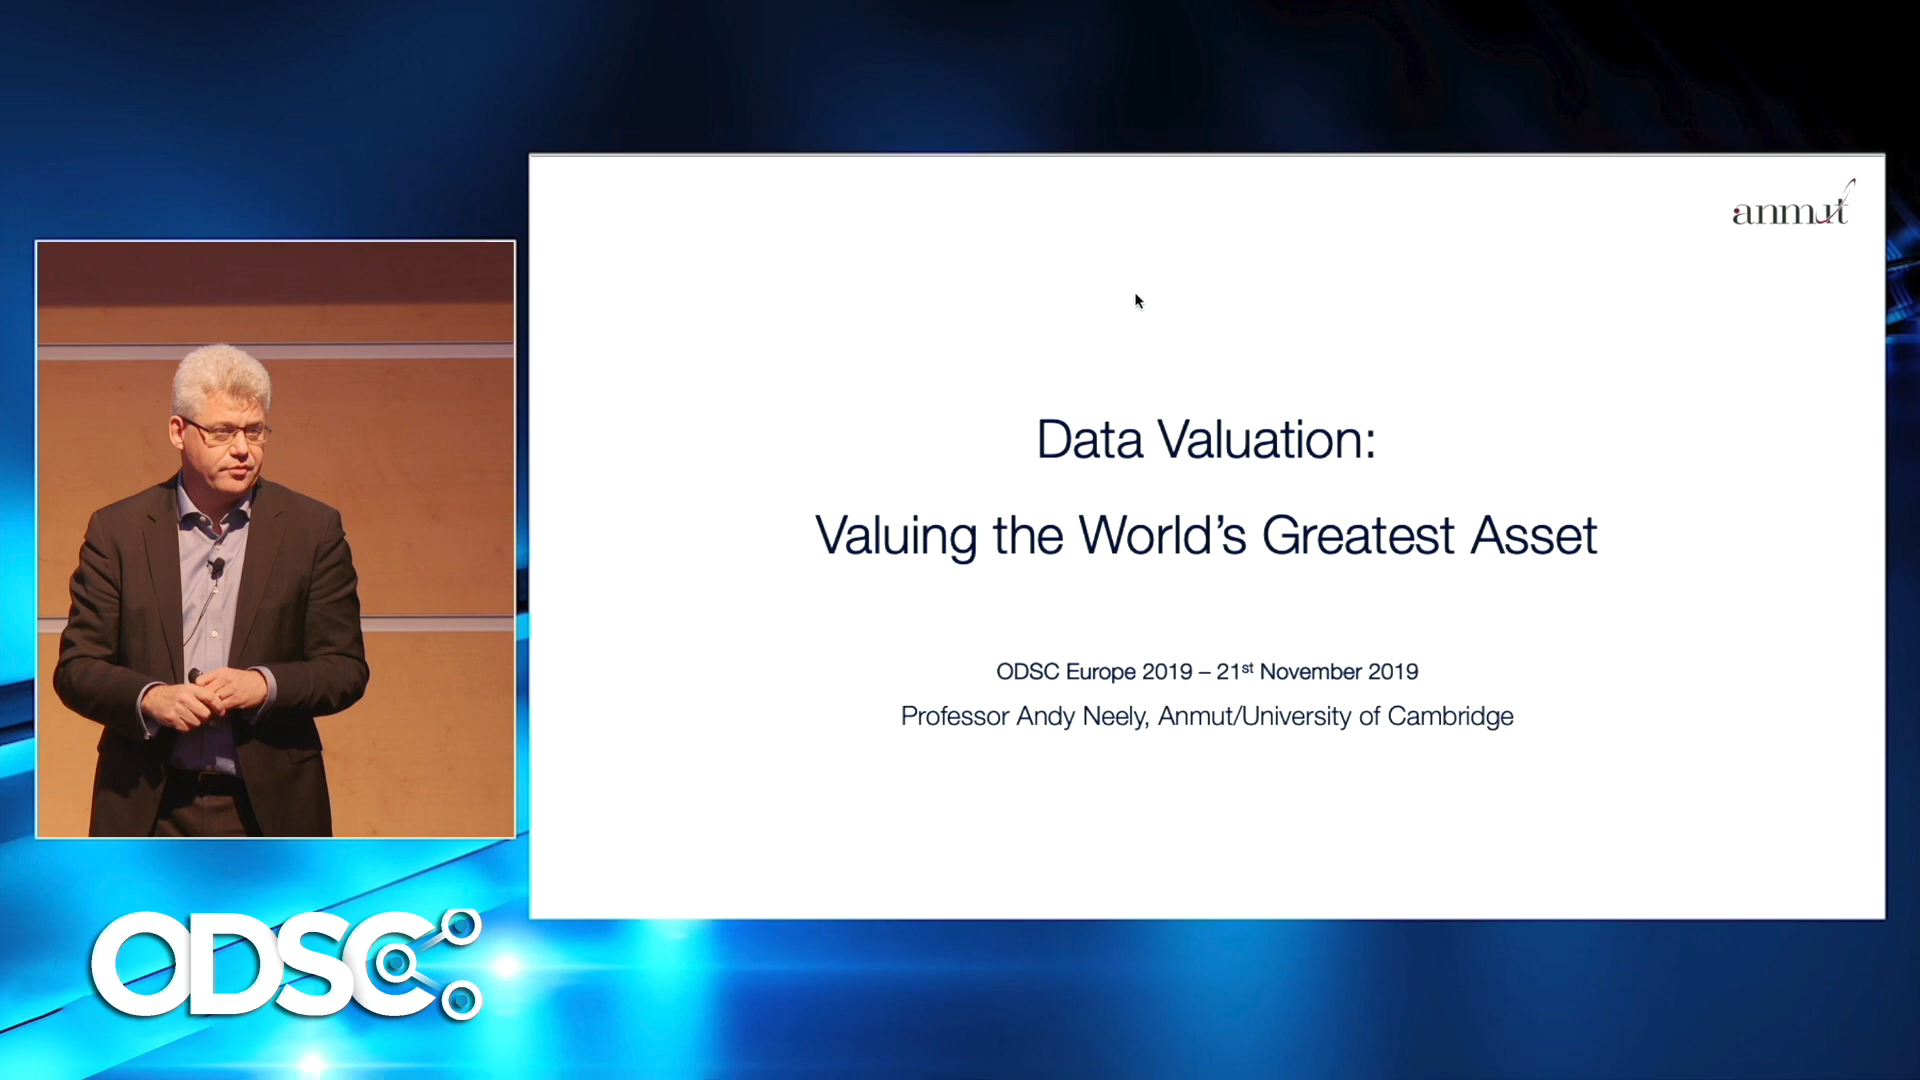 anmut
Data Valuation:
Valuing the World's Greatest Asset
ODSC Europe 2019 – 21st November 2019
Professor Andy Neely, Anmut/University of Cambridge
ODSC